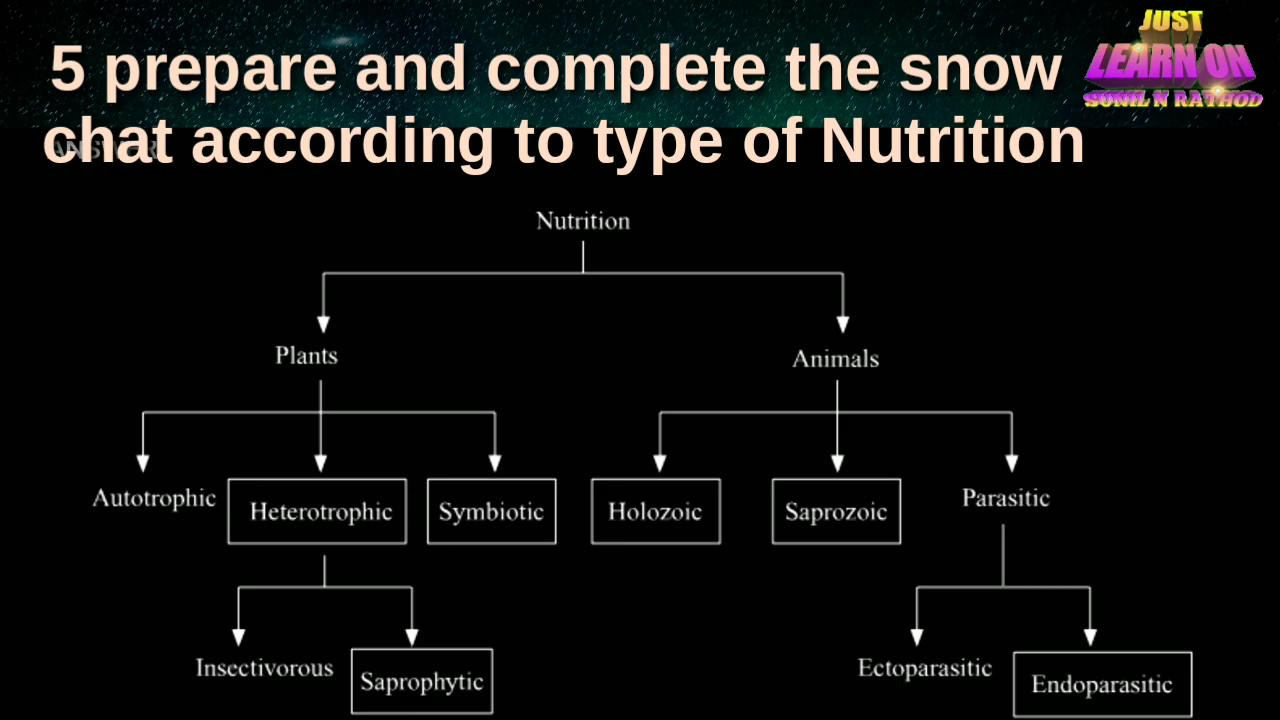 JUST
LEARN ON
SUNIL N RATHOD
5 prepare and complete the snow
chat according to type of Nutrition
ANSWER
Nutrition
Plants
Animals
Autotrophic
Heterotrophic
Symbiotic
Holozoic
Saprozoic
Parasitic
Insectivorous
Saprophytic
Ectoparasitic
Endoparasitic